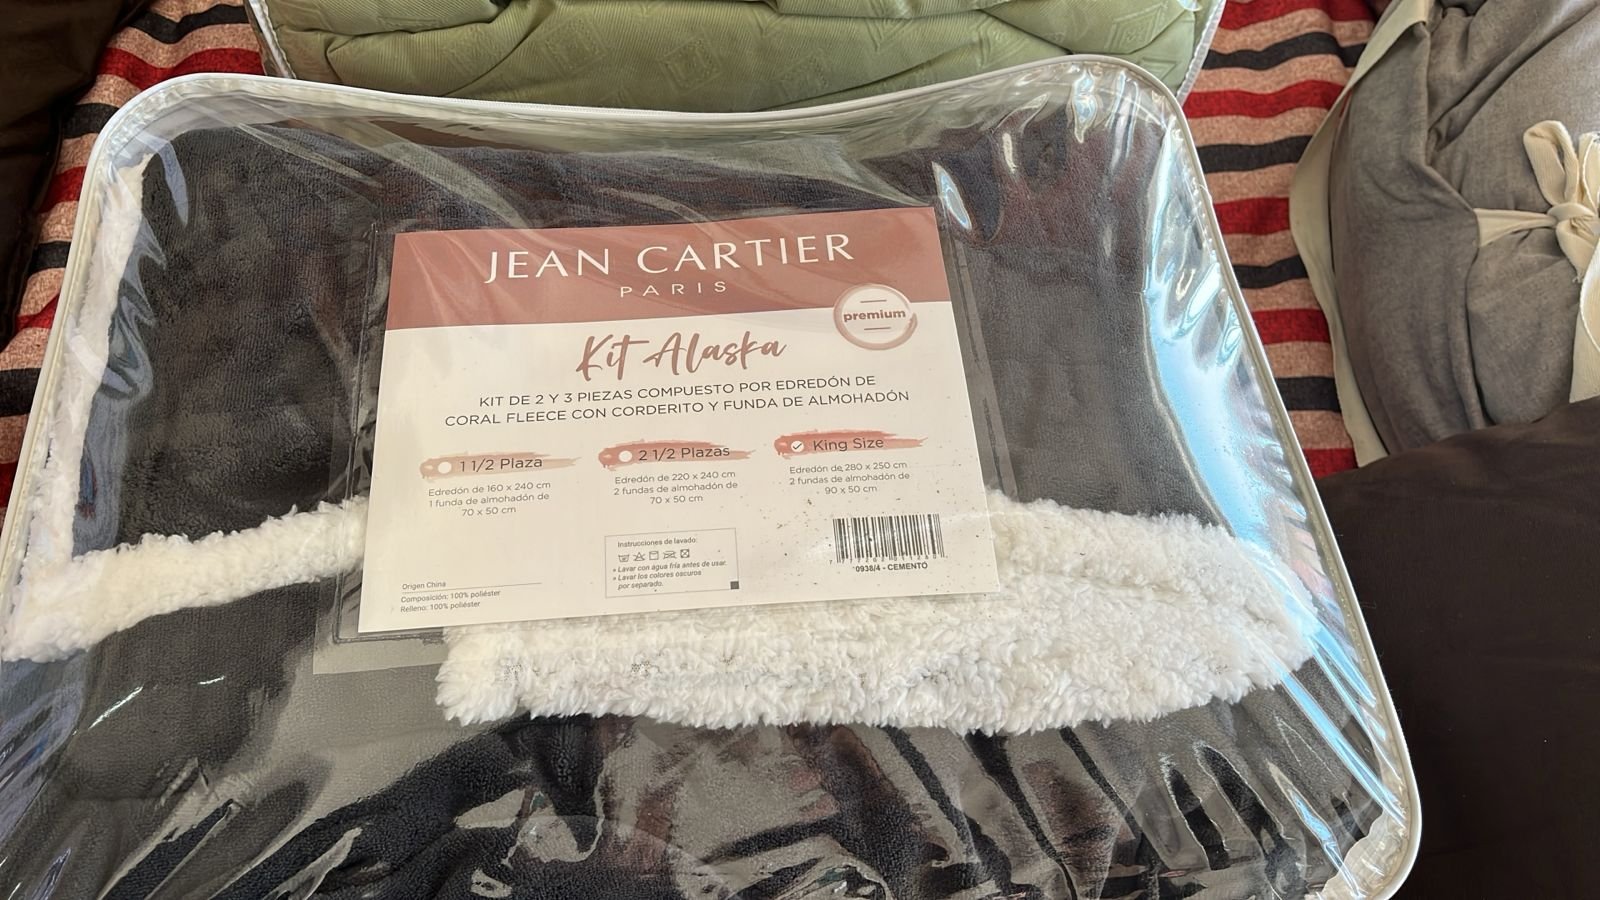 JEAN CARTIER
PARIS
premium
Kit Alaska
KIT DE 2 Y 3 PIEZAS COMPUESTO POR EDREDÓN DE
CORAL FLEECE CON CORDERITO Y FUNDA DE ALMOHADÓN
1 1/2 Plaza
Edredón de 160 x 240 cm
1 funda de almohadón de
70 x 50 cm
2 1/2 Plazas
Edredón de 220 x 240 cm
2 fundas de almohadón de
70 x 50 cm
King Size
Edredón de 280 x 250 cm
2 fundas de almohadón de
90 x 50 cm
Instrucciones de lavado:
• Lavar con agua fría antes de usar.
• Lavar los colores oscuros
por separado.
Origen China
Composición: 100% poliéster
Relleno: 100% poliéster
0938/4 - CEMENTO